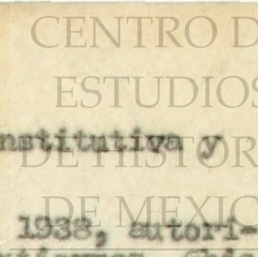 CENTRO D
ESTUDIOS
nstitutiva y
DE HISTOR
1938, autori-
DE MEXIC